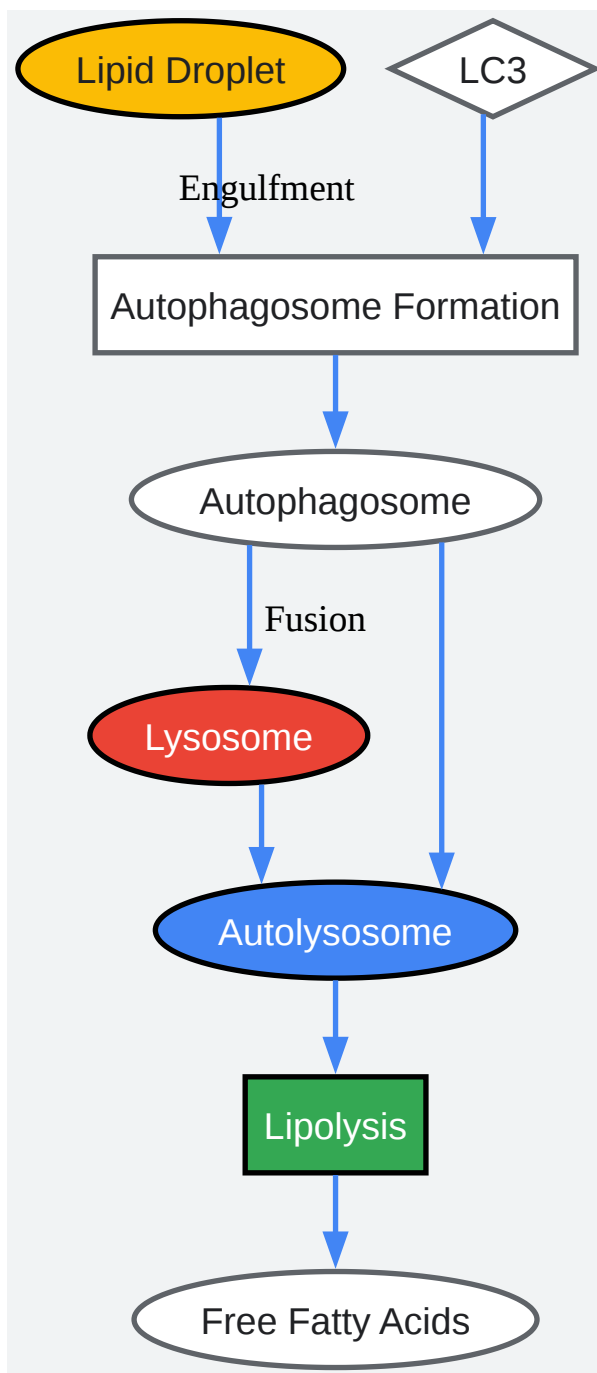 Lipid Droplet
LC3
Engulfment
Autophagosome Formation
Autophagosome
Fusion
Lysosome
Autolysosome
Lipolysis
Free Fatty Acids